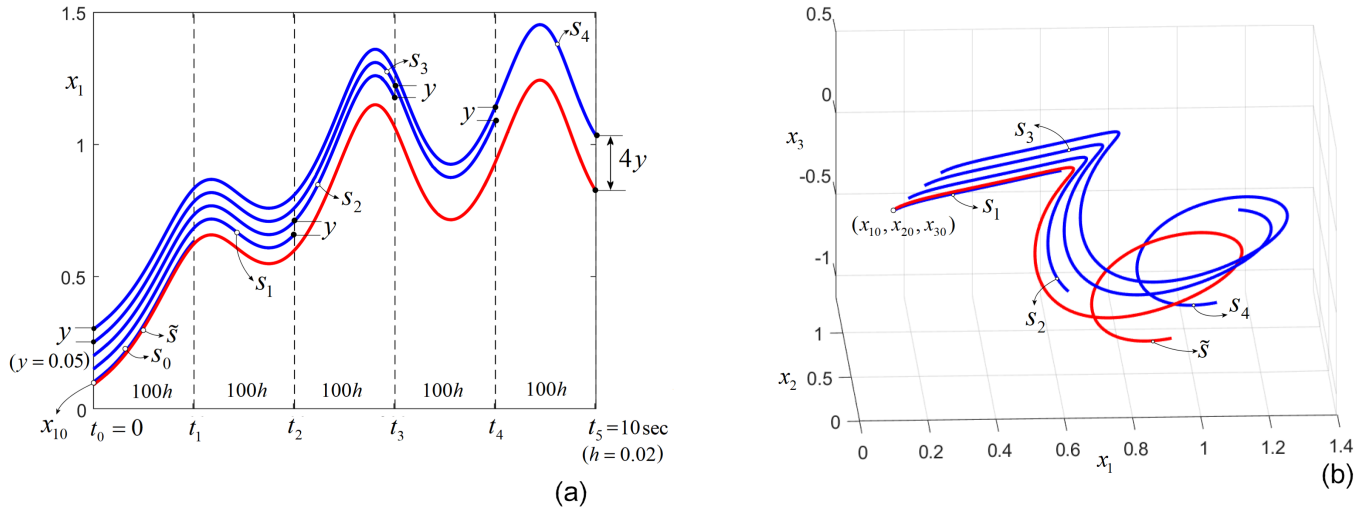 1.5
x₁
1
0.5
0
y
(y = 0.05)
x₁₀
s₀
s̃
s₁
s₂
s₃
s₄
y
y
y
4y
100h
100h
100h
100h
100h
t₀ = 0
t₁
t₂
t₃
t₄
t₅ = 10 sec
(h = 0.02)
(a)
0.5
0
x₃
-0.5
-1
1
x₂
0.5
0
s₃
s₁
(x₁₀, x₂₀, x₃₀)
s₂
s₄
s̃
0
0.2
0.4
0.6
0.8
1
1.2
1.4
x₁
(b)